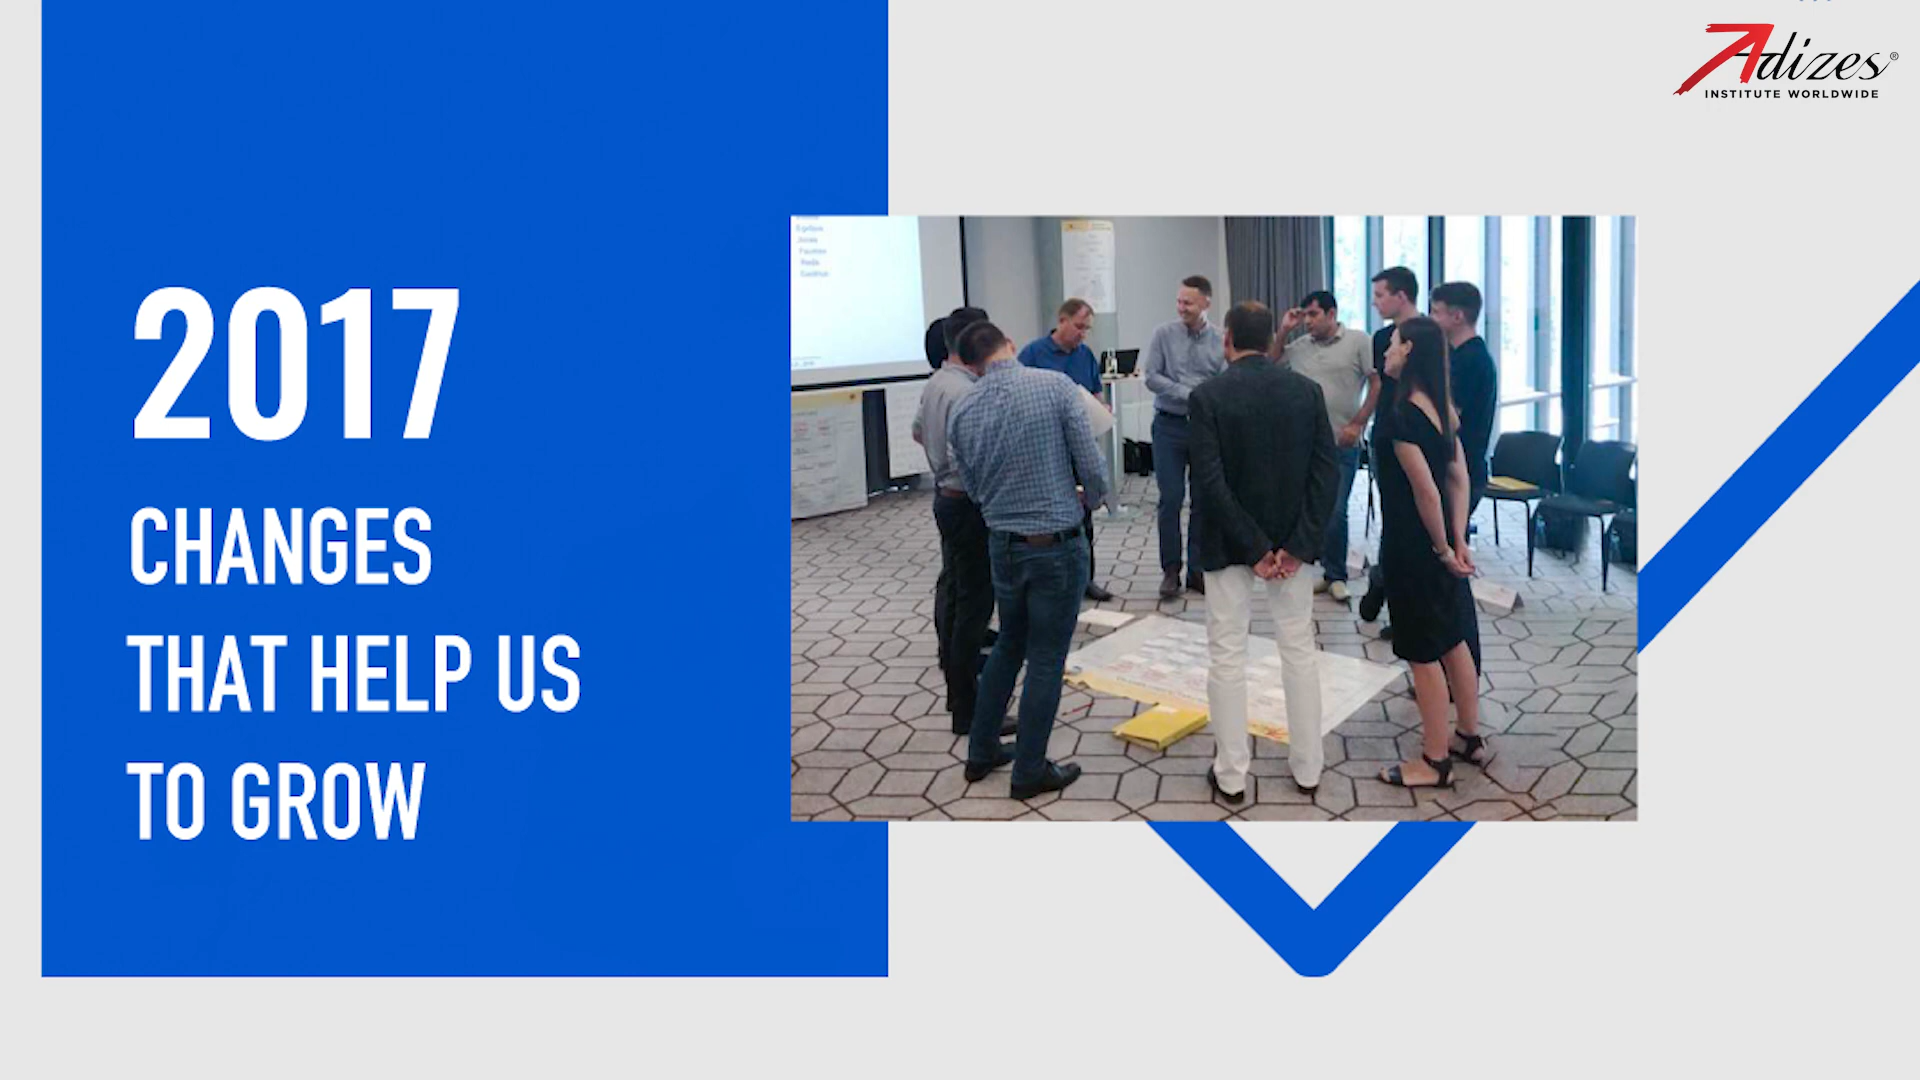 Adizes®
INSTITUTE WORLDWIDE
2017
CHANGES
THAT HELP US
TO GROW